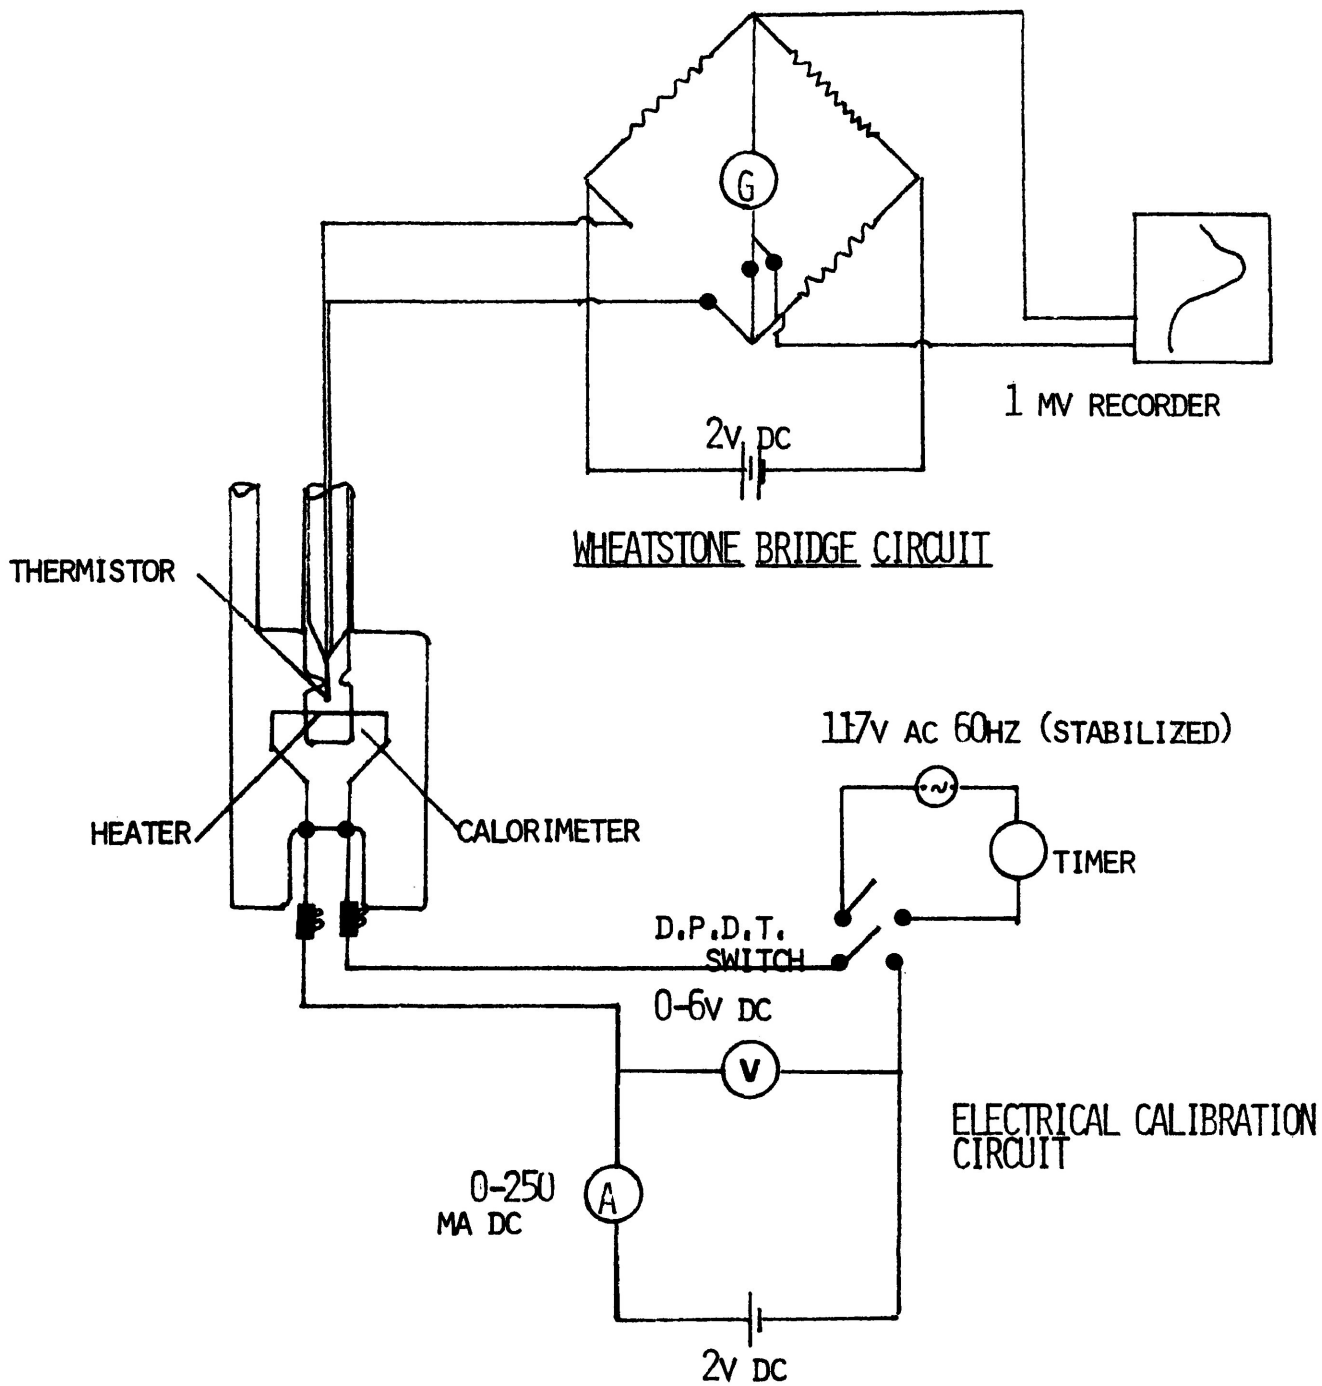 G
1 MV RECORDER
2V DC
WHEATSTONE BRIDGE CIRCUIT
THERMISTOR
117V AC 60HZ (STABILIZED)
HEATER
CALORIMETER
TIMER
D.P.D.T.
SWITCH
0-6V DC
V
ELECTRICAL CALIBRATION
CIRCUIT
0-250
MA DC
A
2V DC